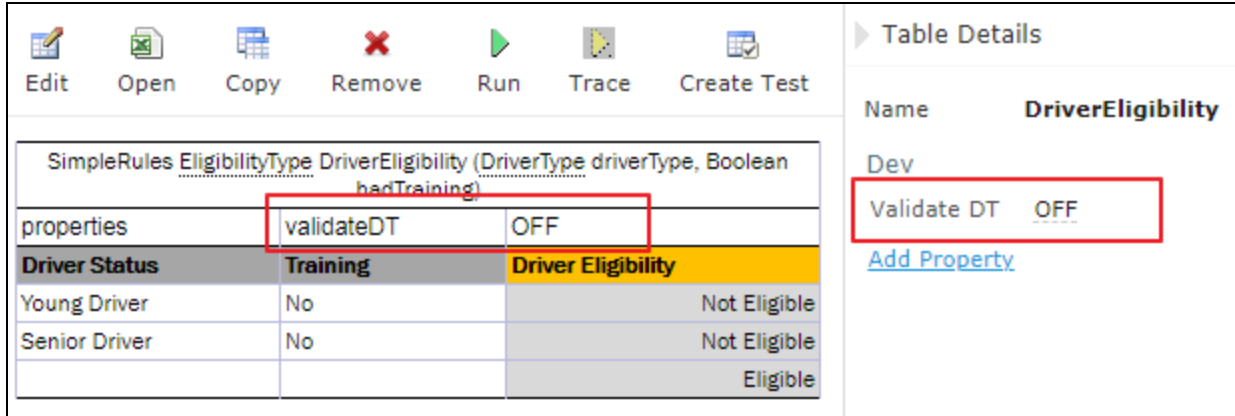 Edit Open Copy Remove Run Trace Create Test
SimpleRules EligibilityType DriverEligibility (DriverType driverType, Boolean
hadTraining)
properties validateDT OFF
Driver Status Training Driver Eligibility
Young Driver No Not Eligible
Senior Driver No Not Eligible
Eligible
Table Details
Name DriverEligibility
Dev
Validate DT OFF
Add Property